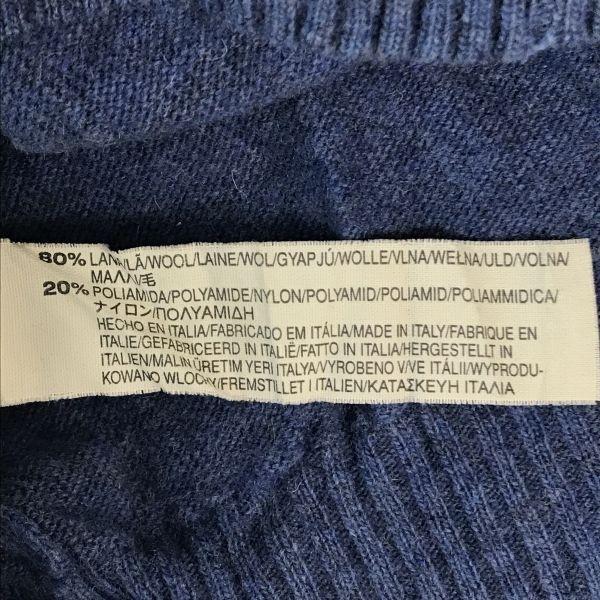 80% LANA/LÃ/WOOL/LAINE/WOL/GYAPJÚ/WOLLE/VLNA/WEŁNA/ULD/VOLNA/
ΜΑΛΛΙ/毛
20% POLIAMIDA/POLYAMIDE/NYLON/POLYAMID/POLIAMID/POLIAMMIDICA/
ナイロン/ΠΟΛΥΑΜΙΔΗ
HECHO EN ITALIA/FABRICADO EM ITÁLIA/MADE IN ITALY/FABRIQUE EN
ITALIE/GEFABRICEERD IN ITALIË/FATTO IN ITALIA/HERGESTELLT IN
ITALIEN/MALIN ÜRETIM YERI ITALYA/VYROBENO V/VE ITÁLII/WYPRODU-
KOWANO WLOCHY/FREMSTILLET I ITALIEN/ΚΑΤΑΣΚΕΥΗ ΙΤΑΛΙΑ